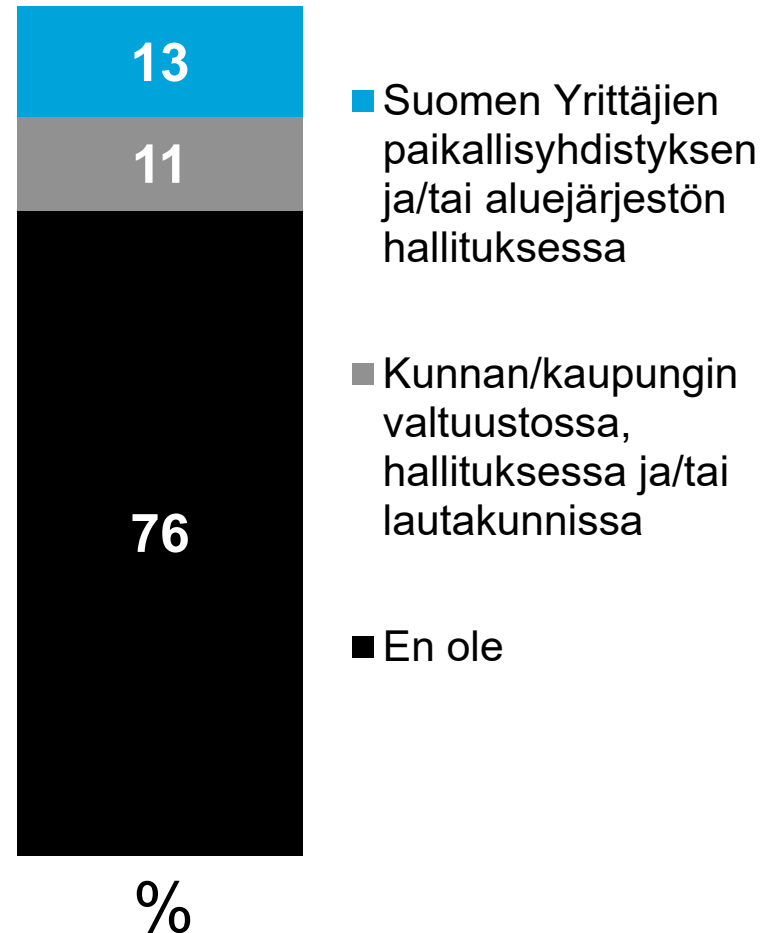 13
11
76
%
Suomen Yrittäjien
paikallisyhdistyksen
ja/tai aluejärjestön
hallituksessa
Kunnan/kaupungin
valtuustossa,
hallituksessa ja/tai
lautakunnissa
En ole